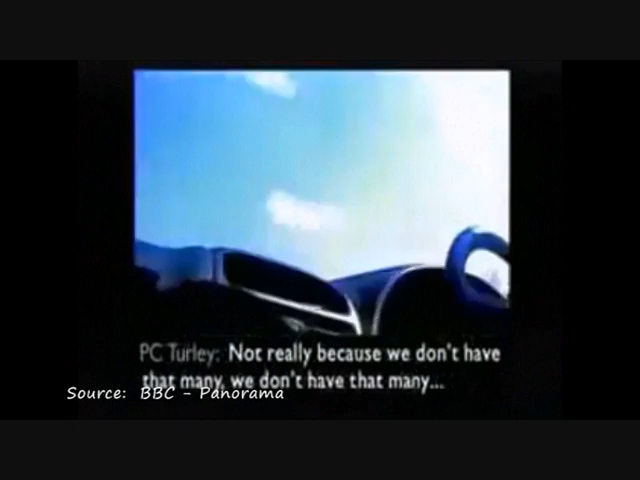 PC Turley: Not really because we don't have
that many, we don't have that many...
Source: BBC - Panorama